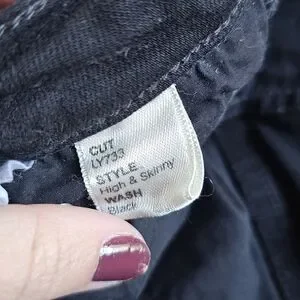 CUT
LY733
STYLE
High & Skinny
WASH
Black